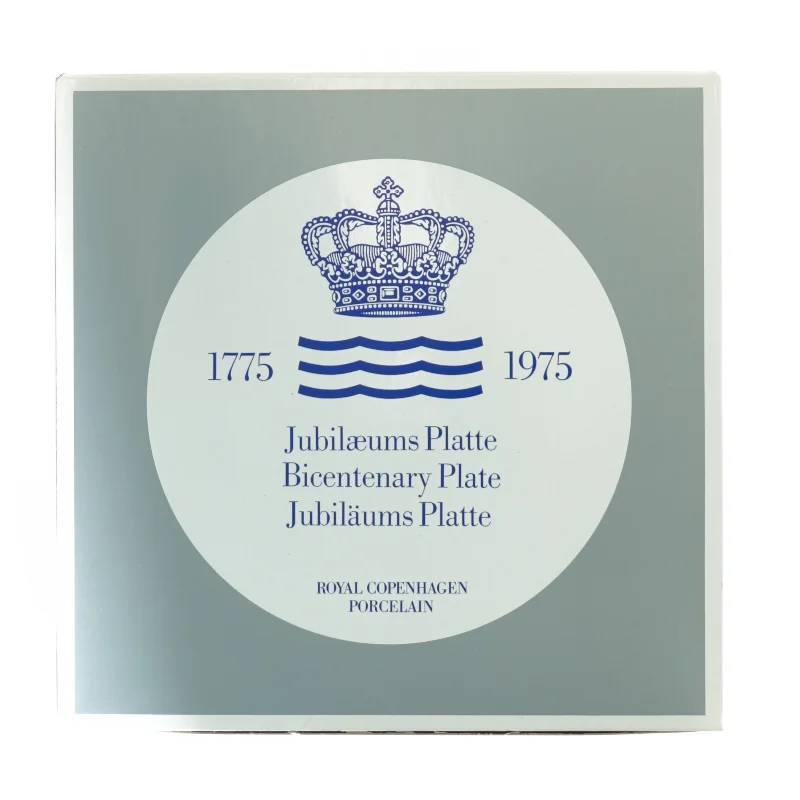 1775 1975
Jubilæums Platte
Bicentenary Plate
Jubiläums Platte
ROYAL COPENHAGEN
PORCELAIN